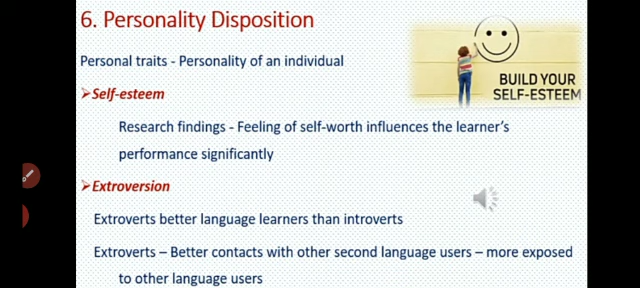 6. Personality Disposition
Personal traits - Personality of an individual
BUILD YOUR
SELF-ESTEEM
➢Self-esteem
Research findings - Feeling of self-worth influences the learner's
performance significantly
➢Extroversion
Extroverts better language learners than introverts
Extroverts – Better contacts with other second language users – more exposed
to other language users